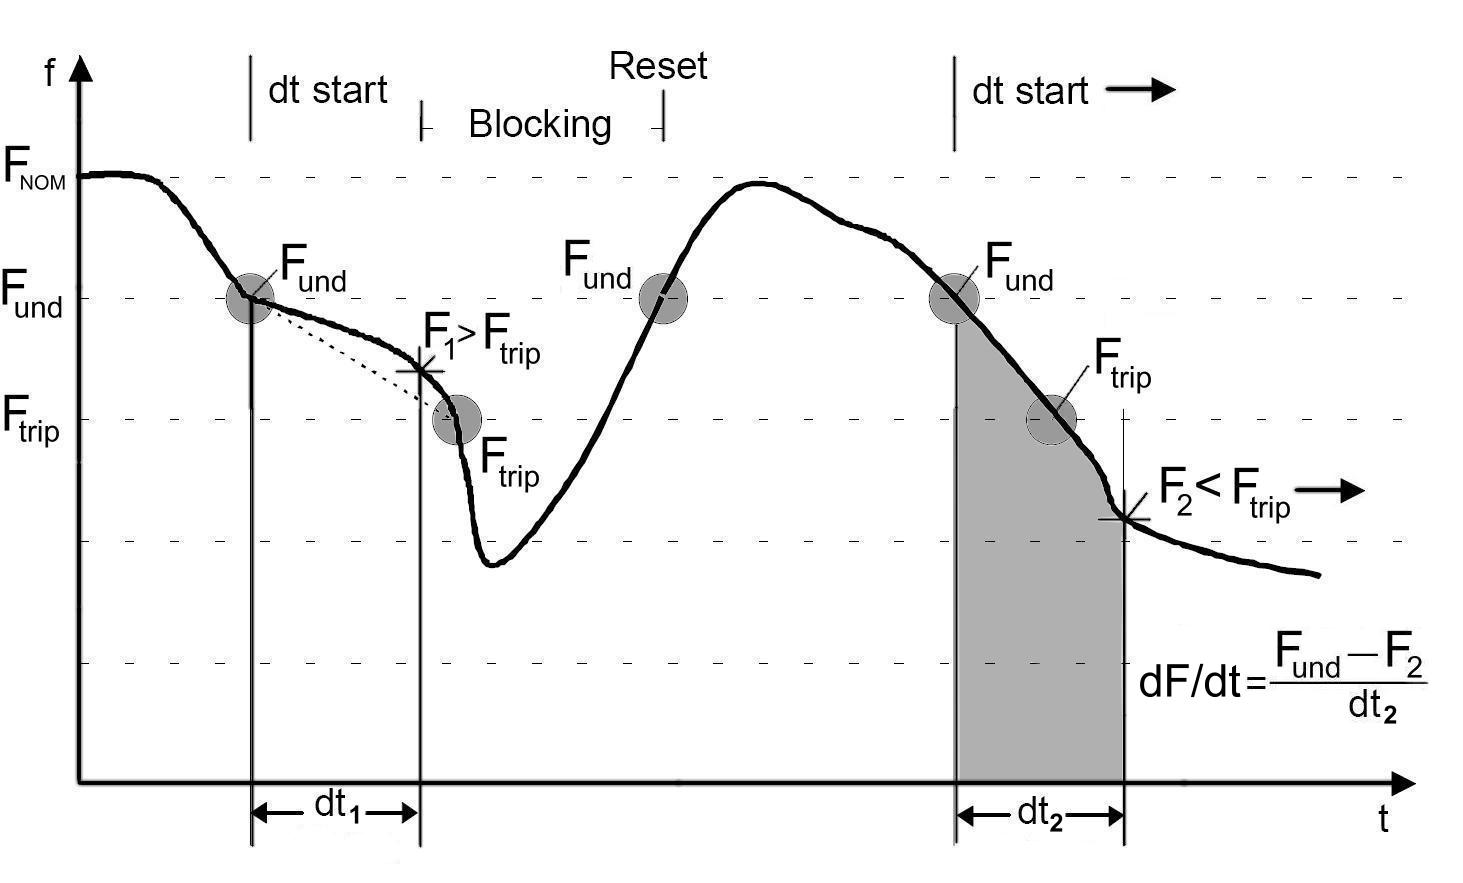 Reset
f
dt start
dt start
Blocking
F_NOM
F_und
F_und
F_und
F_und
F_1>F_trip
F_trip
F_trip
F_trip
F_2<F_trip
dF/dt=(F_und−F_2)/dt_2
dt_1
dt_2
t